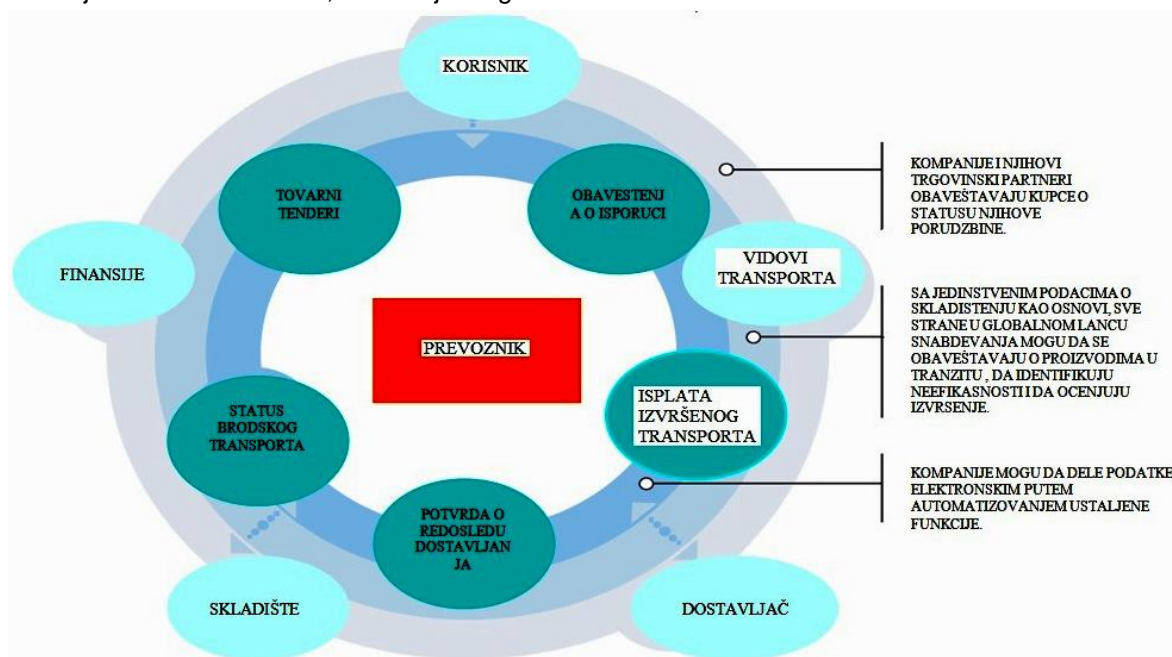 KORISNIK
TOVARNI
TENDERI
OBAVESTENJ
A O ISPORUCI
KOMPANIJE I NJIHOVI
TRGOVINSKI PARTNERI
OBAVEŠTAVAJU KUPCE O
STATUSU NJIHOVE
PORUDZBINE.
FINANSIJE
VIDOVI
TRANSPORTA
SA JEDINSTVENIM PODACIMA O
SKLADISTENJU KAO OSNOVI, SVE
STRANE U GLOBALNOM LANCU
SNABDEVANJA MOGU DA SE
OBAVEŠTAVAJU O PROIZVODIMA U
TRANZITU , DA IDENTIFIKUJU
NEEFIKASNOSTI I DA OCENJUJU
IZVRSENJE.
PREVOZNIK
STATUS
BRODSKOG
TRANSPORTA
ISPLATA
IZVRŠENOG
TRANSPORTA
KOMPANIJE MOGU DA DELE PODATKE
ELEKTRONSKIM PUTEM
AUTOMATIZOVANJEM USTALJENE
FUNKCIJE.
POTVRDA O
REDOSLEDU
DOSTAVLJAN
JA
SKLADIŠTE
DOSTAVLJAČ